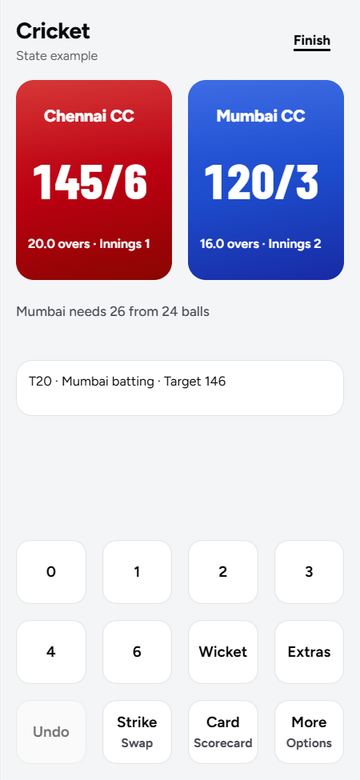 Cricket
State example
Finish
Chennai CC
145/6
20.0 overs · Innings 1
Mumbai CC
120/3
16.0 overs · Innings 2
Mumbai needs 26 from 24 balls
T20 · Mumbai batting · Target 146
0
1
2
3
4
6
Wicket
Extras
Undo
Strike
Swap
Card
Scorecard
More
Options